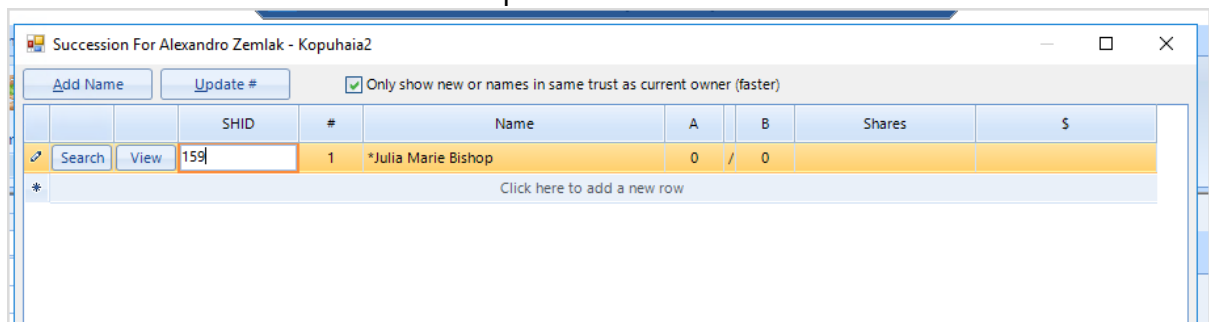 Succession For Alexandro Zemlak - Kopuhaia2
Add Name Update # Only show new or names in same trust as current owner (faster)
SHID # Name A B Shares $
Search View 159 1 *Julia Marie Bishop 0 / 0
* Click here to add a new row